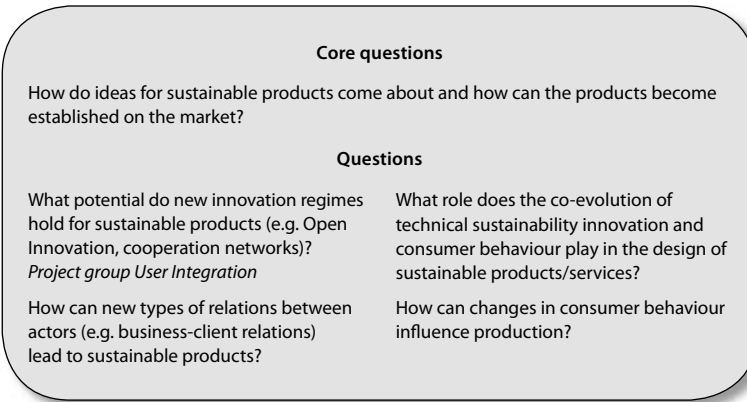 Core questions
How do ideas for sustainable products come about and how can the products become
established on the market?
Questions
What potential do new innovation regimes
hold for sustainable products (e.g. Open
Innovation, cooperation networks)?
Project group User Integration
How can new types of relations between
actors (e.g. business-client relations)
lead to sustainable products?
What role does the co-evolution of
technical sustainability innovation and
consumer behaviour play in the design of
sustainable products/services?
How can changes in consumer behaviour
influence production?